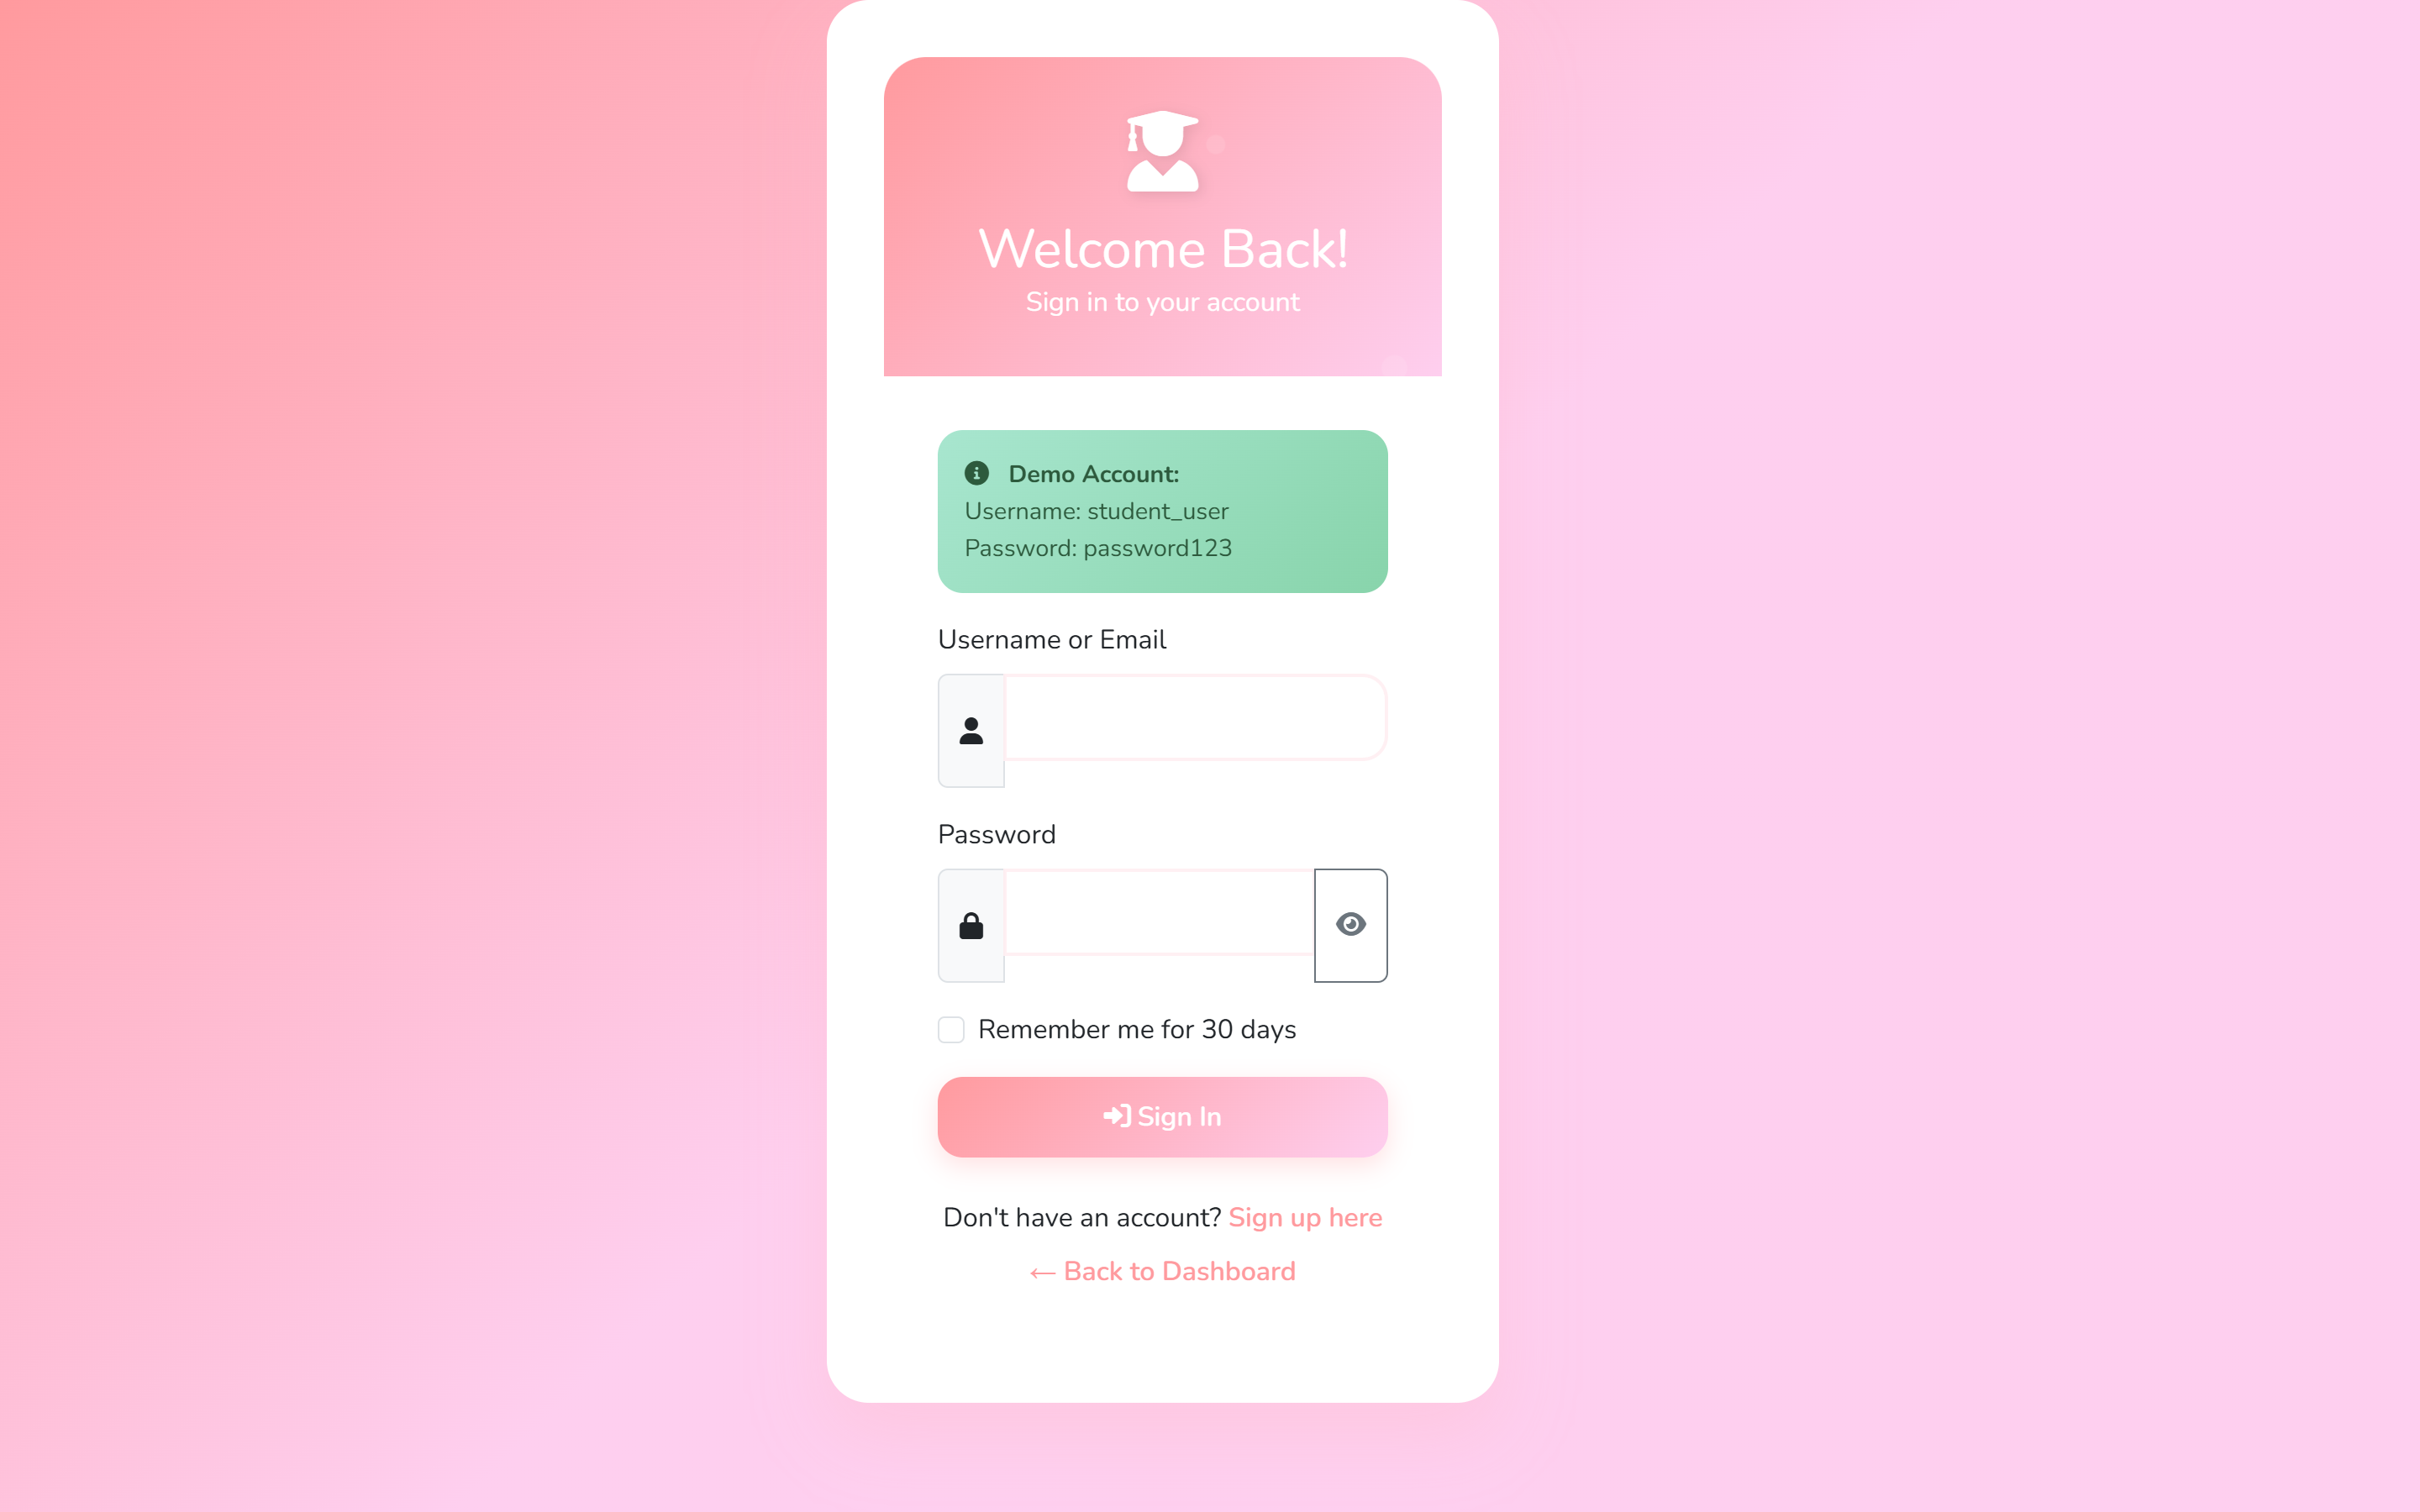 Welcome Back!
Sign in to your account
Demo Account:
Username: student_user
Password: password123
Username or Email
Password
Remember me for 30 days
Sign In
Don't have an account? Sign up here
← Back to Dashboard